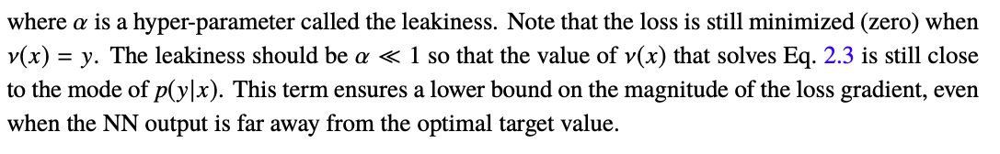 where α is a hyper-parameter called the leakiness. Note that the loss is still minimized (zero) when
ν(x) = y. The leakiness should be α ≪ 1 so that the value of ν(x) that solves Eq. 2.3 is still close
to the mode of p(y|x). This term ensures a lower bound on the magnitude of the loss gradient, even
when the NN output is far away from the optimal target value.